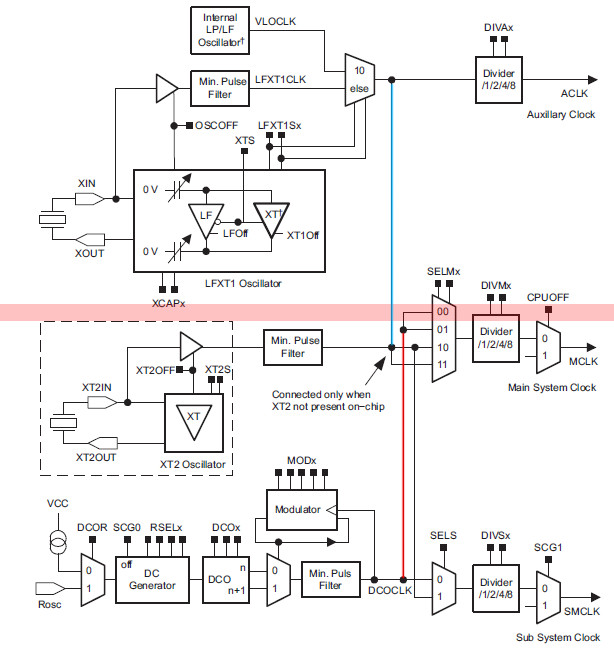 Internal
LP/LF
Oscillator†
VLOCLK
DIVAx
10
else
Min. Pulse
Filter
LFXT1CLK
Divider
/1/2/4/8
ACLK
Auxillary Clock
OSCOFF
LFXT1Sx
XTS
XIN
0 V
LF
XT†
LFOff
XT1Off
XOUT
0 V
LFXT1 Oscillator
XCAPx
SELMx
DIVMx
CPUOFF
00
01
10
11
Divider
/1/2/4/8
0
1
MCLK
Main System Clock
Min. Pulse
Filter
Connected only when
XT2 not present on-chip
XT2OFF
XT2S
XT2IN
XT
XT2OUT
XT2 Oscillator
MODx
Modulator
VCC
DCOR
SCG0
RSELx
DCOx
off
0
1
DC
Generator
DCO
n
n+1
0
1
Min. Puls
Filter
DCOCLK
Rosc
SELS
DIVSx
SCG1
0
1
Divider
/1/2/4/8
0
1
SMCLK
Sub System Clock